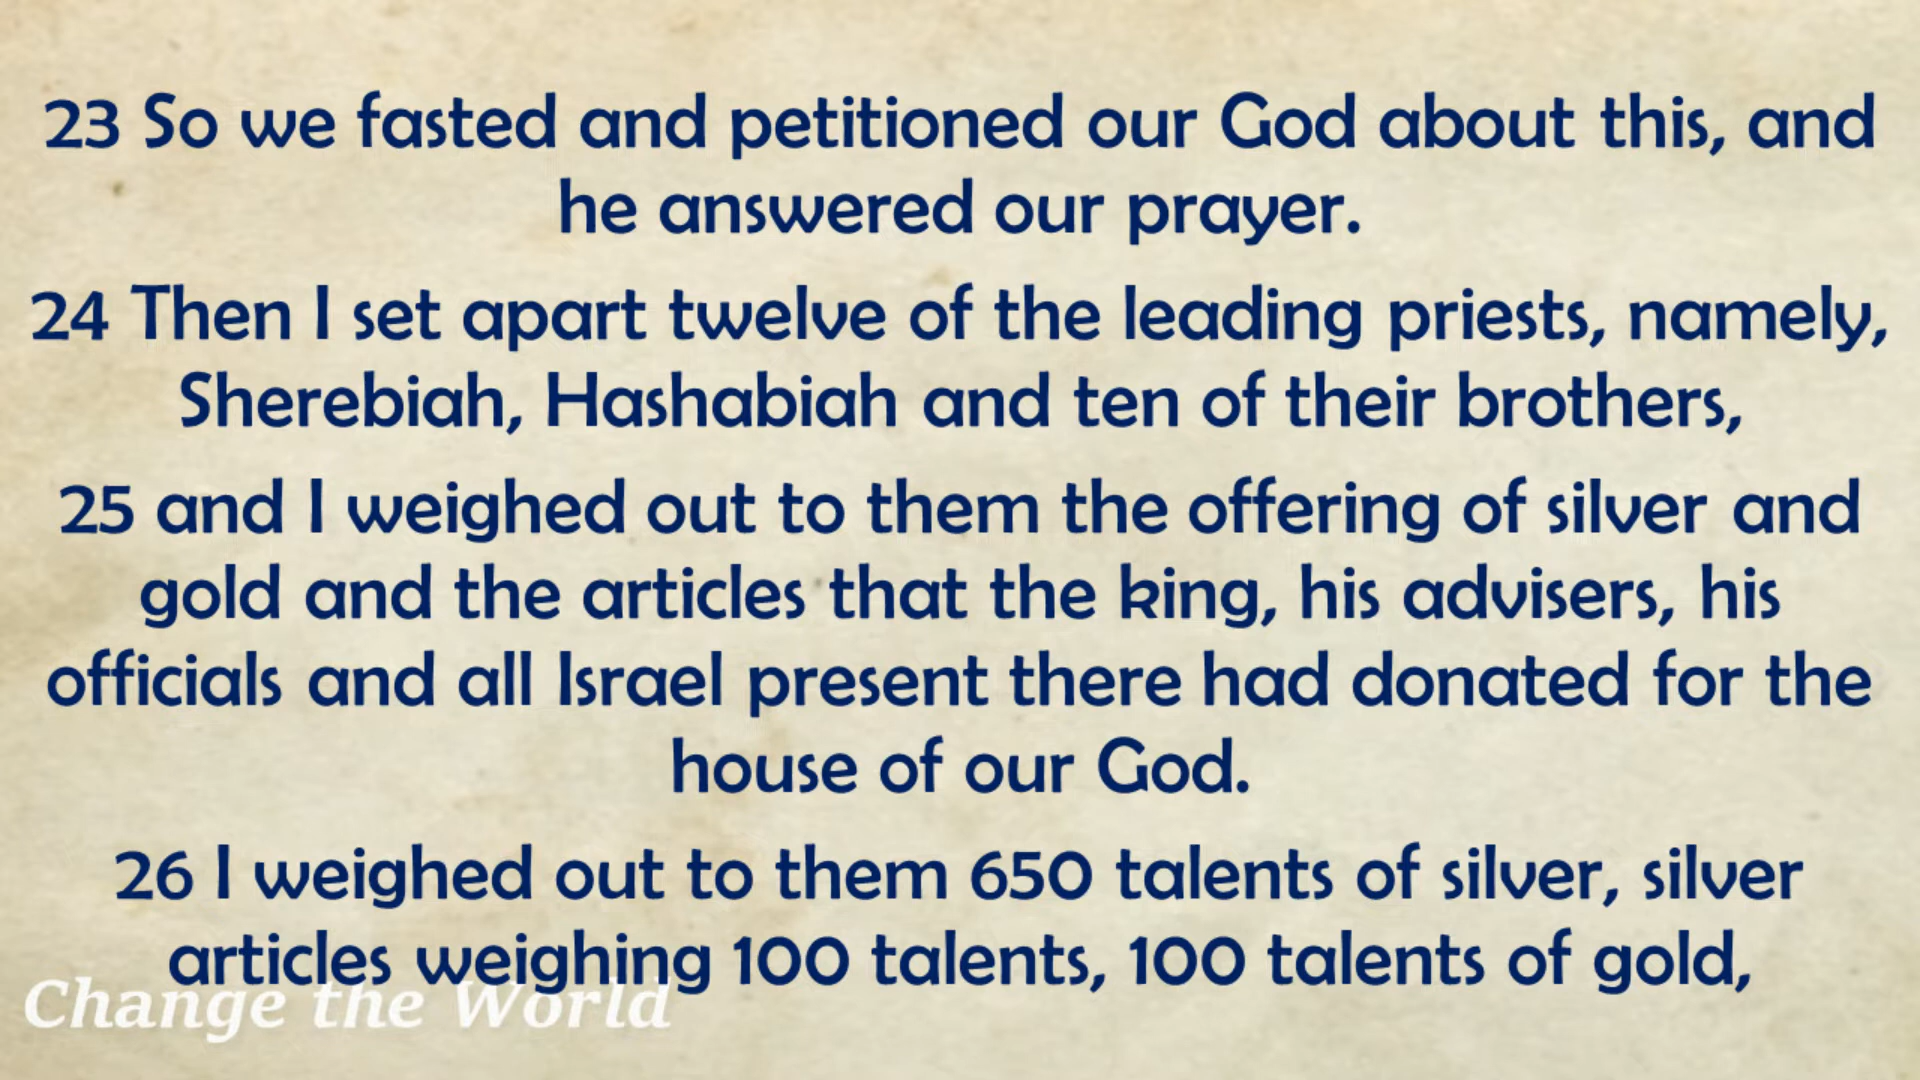 23 So we fasted and petitioned our God about this, and
he answered our prayer.
24 Then I set apart twelve of the leading priests, namely,
Sherebiah, Hashabiah and ten of their brothers,
25 and I weighed out to them the offering of silver and
gold and the articles that the king, his advisers, his
officials and all Israel present there had donated for the
house of our God.
26 I weighed out to them 650 talents of silver, silver
articles weighing 100 talents, 100 talents of gold,
Change the World